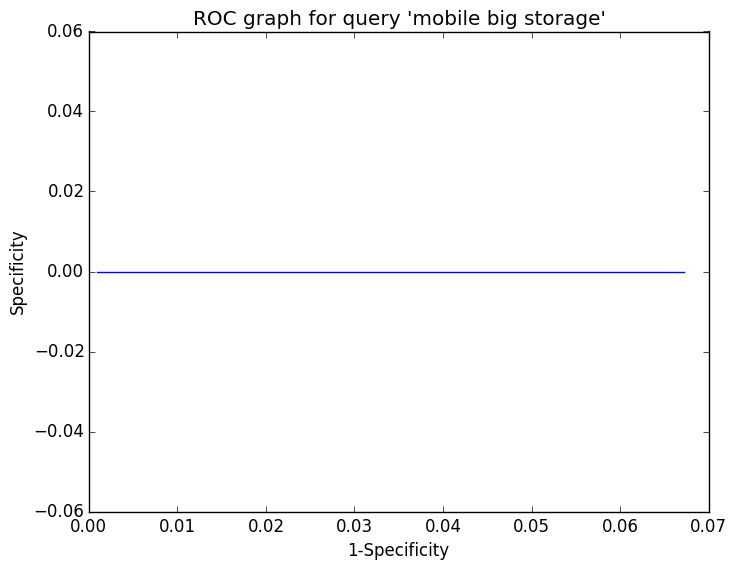 ROC graph for query 'mobile big storage'
0.06
0.04
0.02
0.00
−0.02
−0.04
−0.06
Specificity
0.00 0.01 0.02 0.03 0.04 0.05 0.06 0.07
1-Specificity